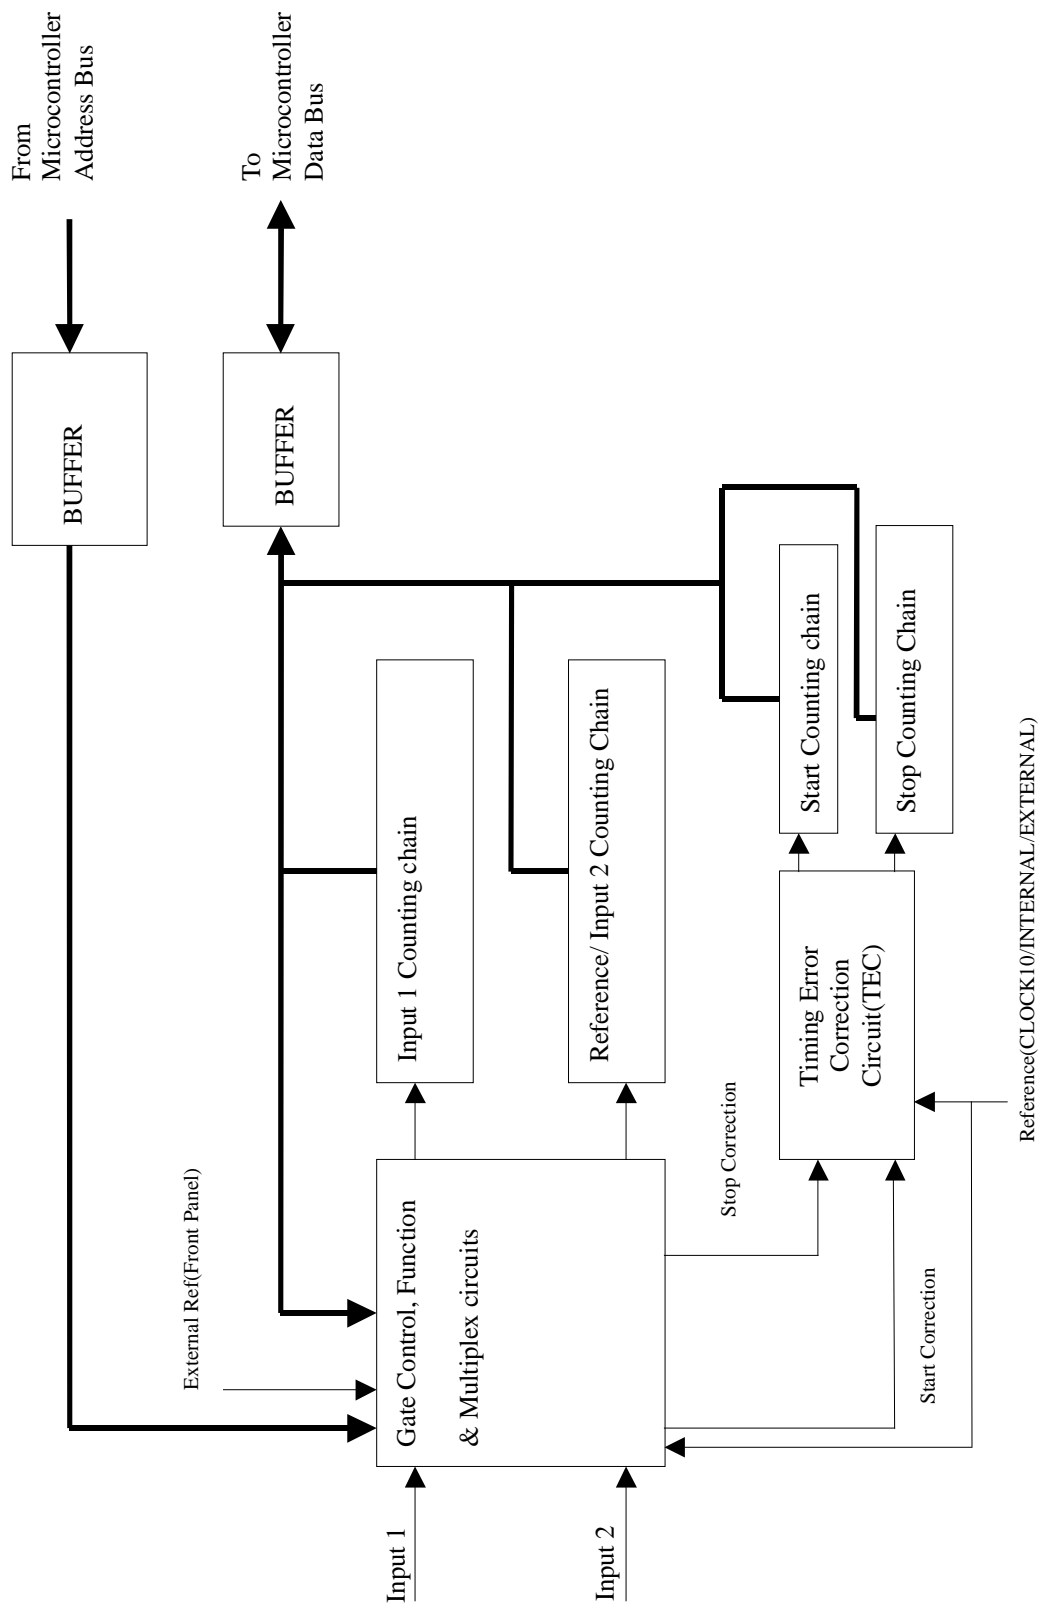 From
Microcontroller
Address Bus
BUFFER
To
Microcontroller
Data Bus
BUFFER
External Ref(Front Panel)
Input 1
Input 2
Gate Control, Function
& Multiplex circuits
Input 1 Counting chain
Reference/ Input 2 Counting Chain
Stop Correction
Start Correction
Timing Error
Correction
Circuit(TEC)
Start Counting chain
Stop Counting Chain
Reference(CLOCK10/INTERNAL/EXTERNAL)